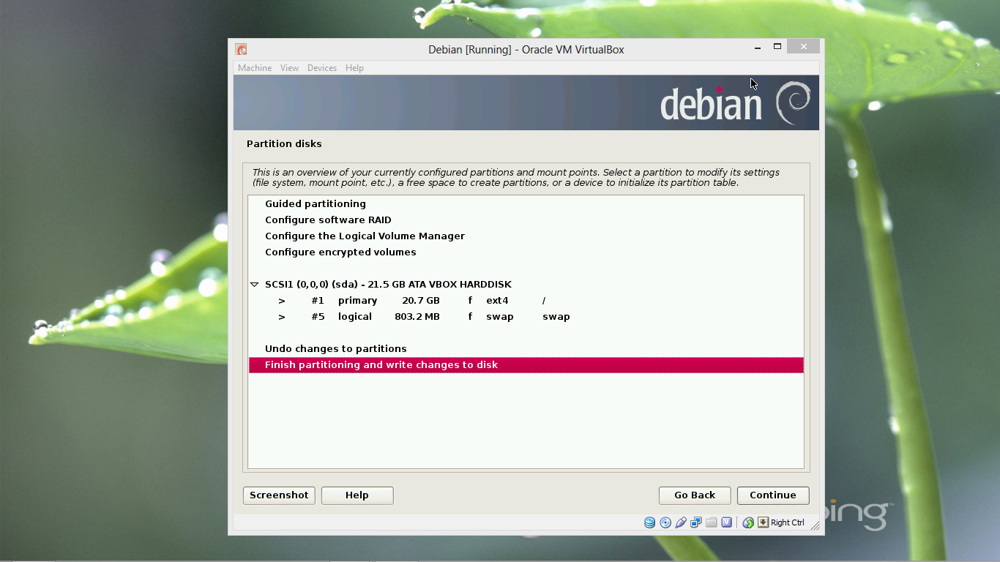 Debian [Running] - Oracle VM VirtualBox
Machine View Devices Help
debian
Partition disks
This is an overview of your currently configured partitions and mount points. Select a partition to modify its settings
(file system, mount point, etc.), a free space to create partitions, or a device to initialize its partition table.
Guided partitioning
Configure software RAID
Configure the Logical Volume Manager
Configure encrypted volumes
SCSI1 (0,0,0) (sda) - 21.5 GB ATA VBOX HARDDISK
> #1 primary 20.7 GB f ext4 /
> #5 logical 803.2 MB f swap swap
Undo changes to partitions
Finish partitioning and write changes to disk
Screenshot Help Go Back Continue
Right Ctrl